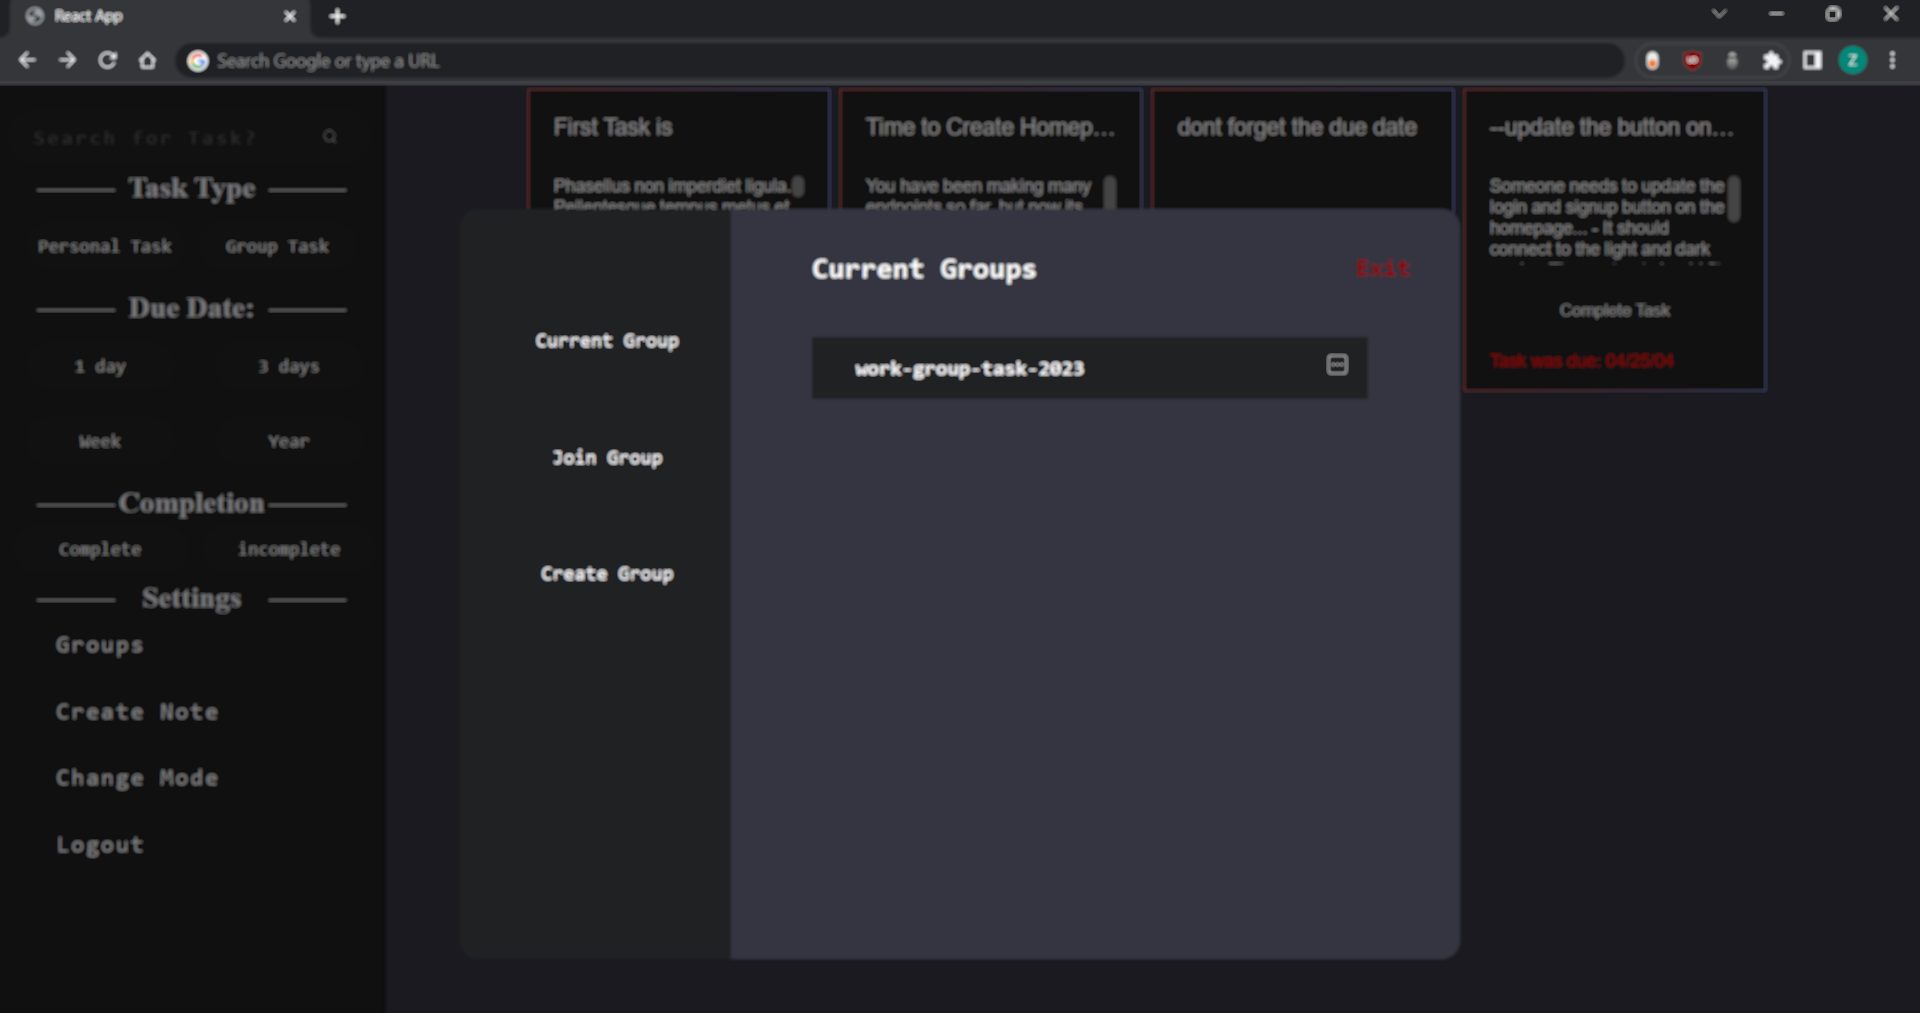 React App
Search Google or type a URL
Z
Search for Task?
Task Type
Personal Task
Group Task
Due Date:
1 day
3 days
Week
Year
Completion
Complete
incomplete
Settings
Groups
Create Note
Change Mode
Logout
First Task is
Phasellus non imperdiet ligula.
Pellentesque tempus metus et
Time to Create Homep...
You have been making many
endpoints so far, but now its
dont forget the due date
--update the button on...
Someone needs to update the
login and signup button on the
homepage... - It should
connect to the light and dark
Complete Task
Task was due: 04/25/04
Current Group
Join Group
Create Group
Current Groups
Exit
work-group-task-2023